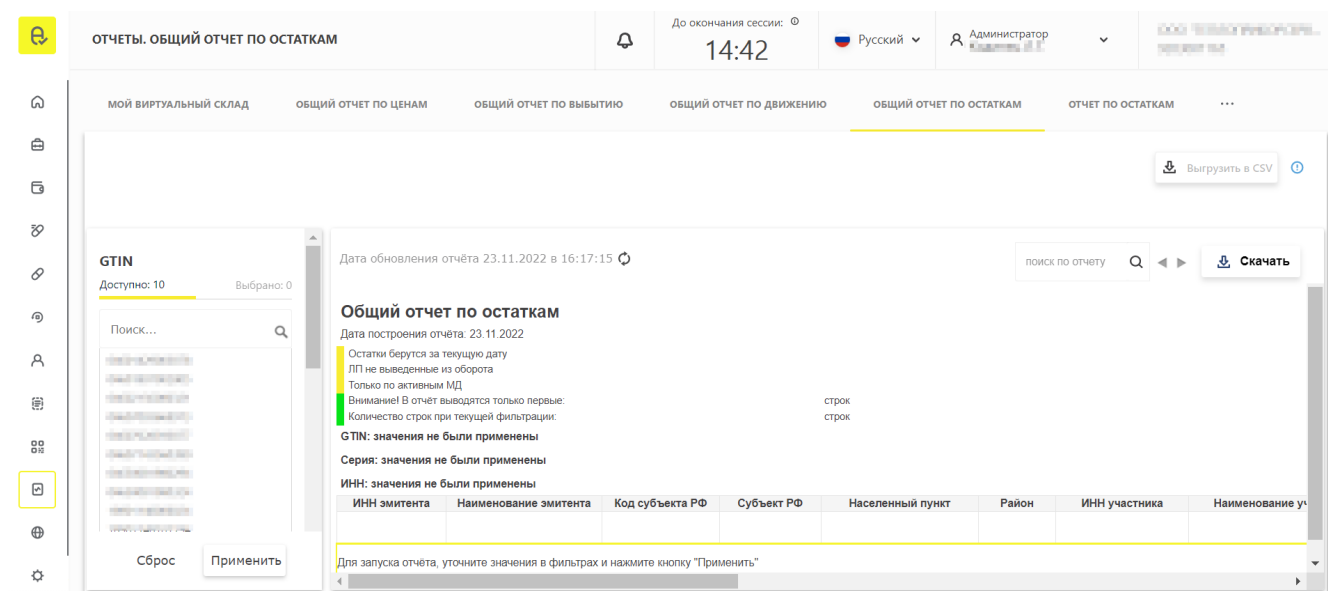 ОТЧЕТЫ. ОБЩИЙ ОТЧЕТ ПО ОСТАТКАМ
До окончания сессии:
14:42
Русский
Администратор
МОЙ ВИРТУАЛЬНЫЙ СКЛАД
ОБЩИЙ ОТЧЕТ ПО ЦЕНАМ
ОБЩИЙ ОТЧЕТ ПО ВЫБЫТИЮ
ОБЩИЙ ОТЧЕТ ПО ДВИЖЕНИЮ
ОБЩИЙ ОТЧЕТ ПО ОСТАТКАМ
ОТЧЕТ ПО ОСТАТКАМ
...
Выгрузить в CSV
GTIN
Доступно: 10
Выбрано: 0
Поиск...
Сброс
Применить
Дата обновления отчёта 23.11.2022 в 16:17:15
поиск по отчету
Скачать
Общий отчет по остаткам
Дата построения отчёта: 23.11.2022
Остатки берутся за текущую дату
ЛП не выведенные из оборота
Только по активным МД
Внимание! В отчёт выводятся только первые: строк
Количество строк при текущей фильтрации: строк
GTIN: значения не были применены
Серия: значения не были применены
ИНН: значения не были применены
ИНН эмитента
Наименование эмитента
Код субъекта РФ
Субъект РФ
Населенный пункт
Район
ИНН участника
Наименование уч
Для запуска отчёта, уточните значения в фильтрах и нажмите кнопку "Применить"